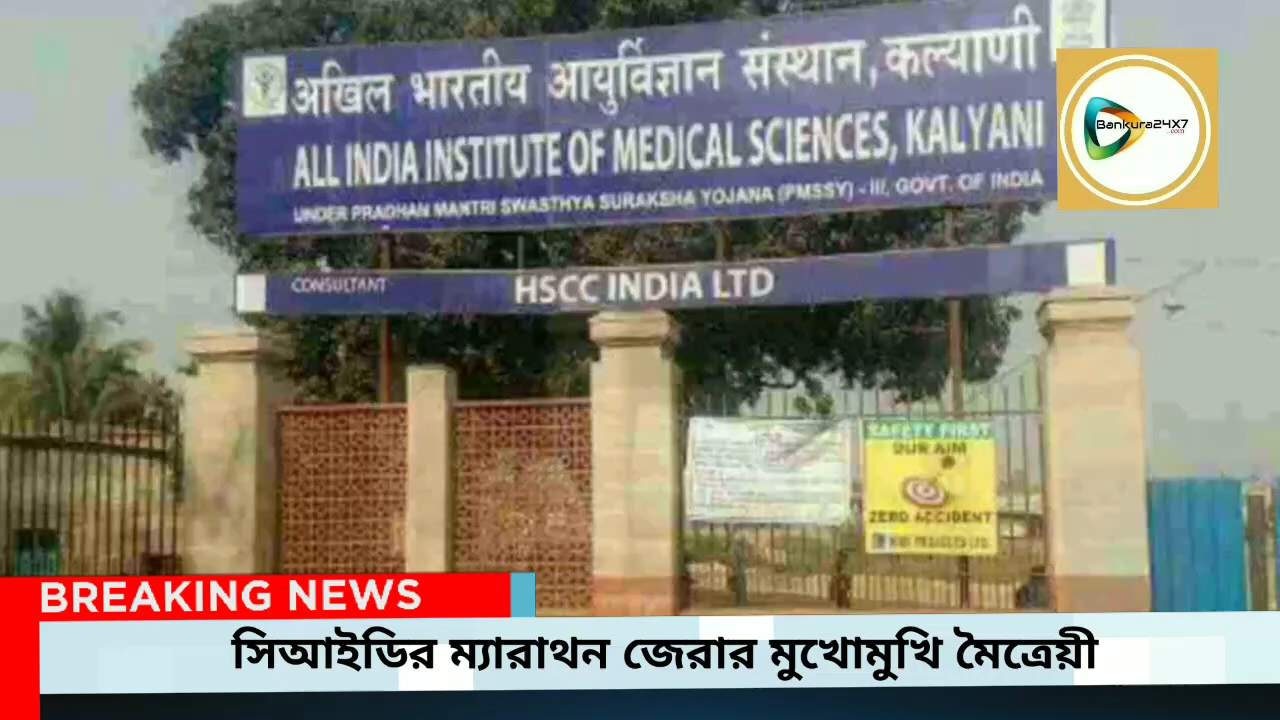 अखिल भारतीय आयुर्विज्ञान संस्थान, कल्याणी
ALL INDIA INSTITUTE OF MEDICAL SCIENCES, KALYANI
UNDER PRADHAN MANTRI SWASTHYA SURAKSHA YOJANA (PMSSY) - III, GOVT. OF INDIA
Bankura24X7
.com
CONSULTANT
HSCC INDIA LTD
SAFETY FIRST
OUR AIM
ZERO ACCIDENT
BREAKING NEWS
সিআইডির ম্যারাথন জেরার মুখোমুখি মৈত্রেয়ী